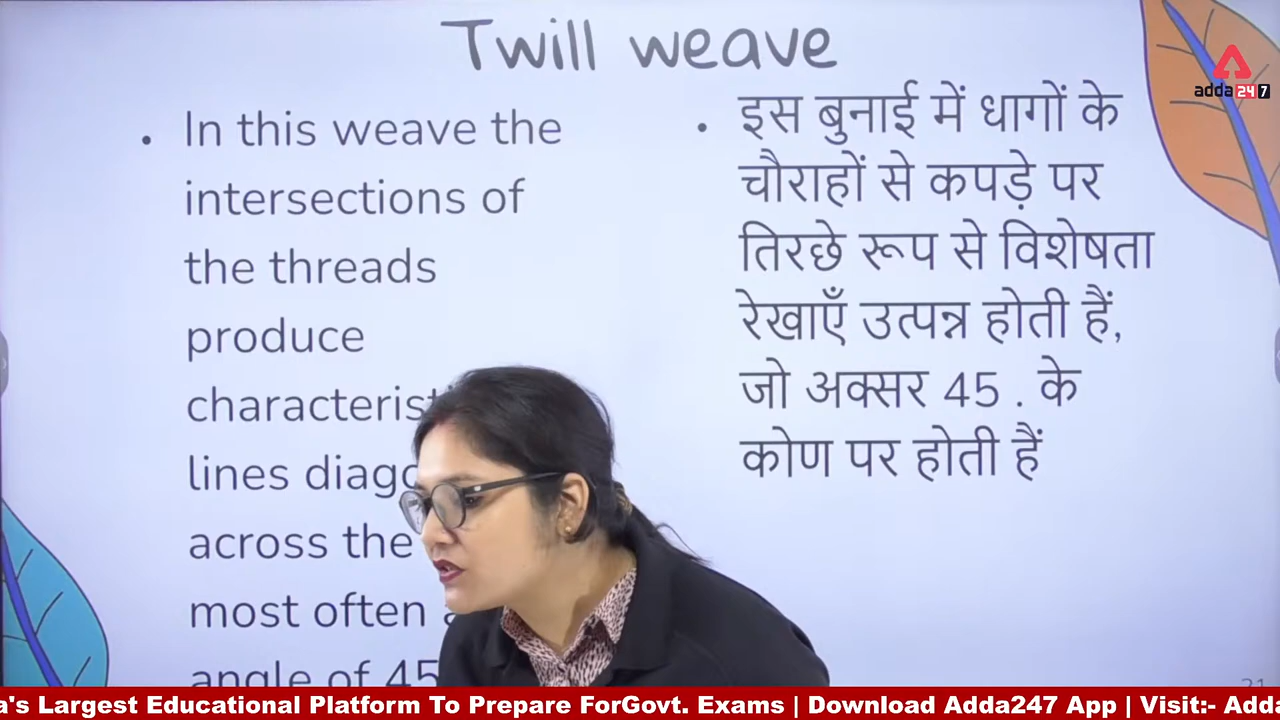 Twill weave
adda247
• In this weave the
intersections of
the threads
produce
characterist
lines diago
across the
most often
angle of 45
• इस बुनाई में धागों के
चौराहों से कपड़े पर
तिरछे रूप से विशेषता
रेखाएँ उत्पन्न होती हैं,
जो अक्सर 45 . के
कोण पर होती हैं
a's Largest Educational Platform To Prepare ForGovt. Exams | Download Adda247 App | Visit:- Adda